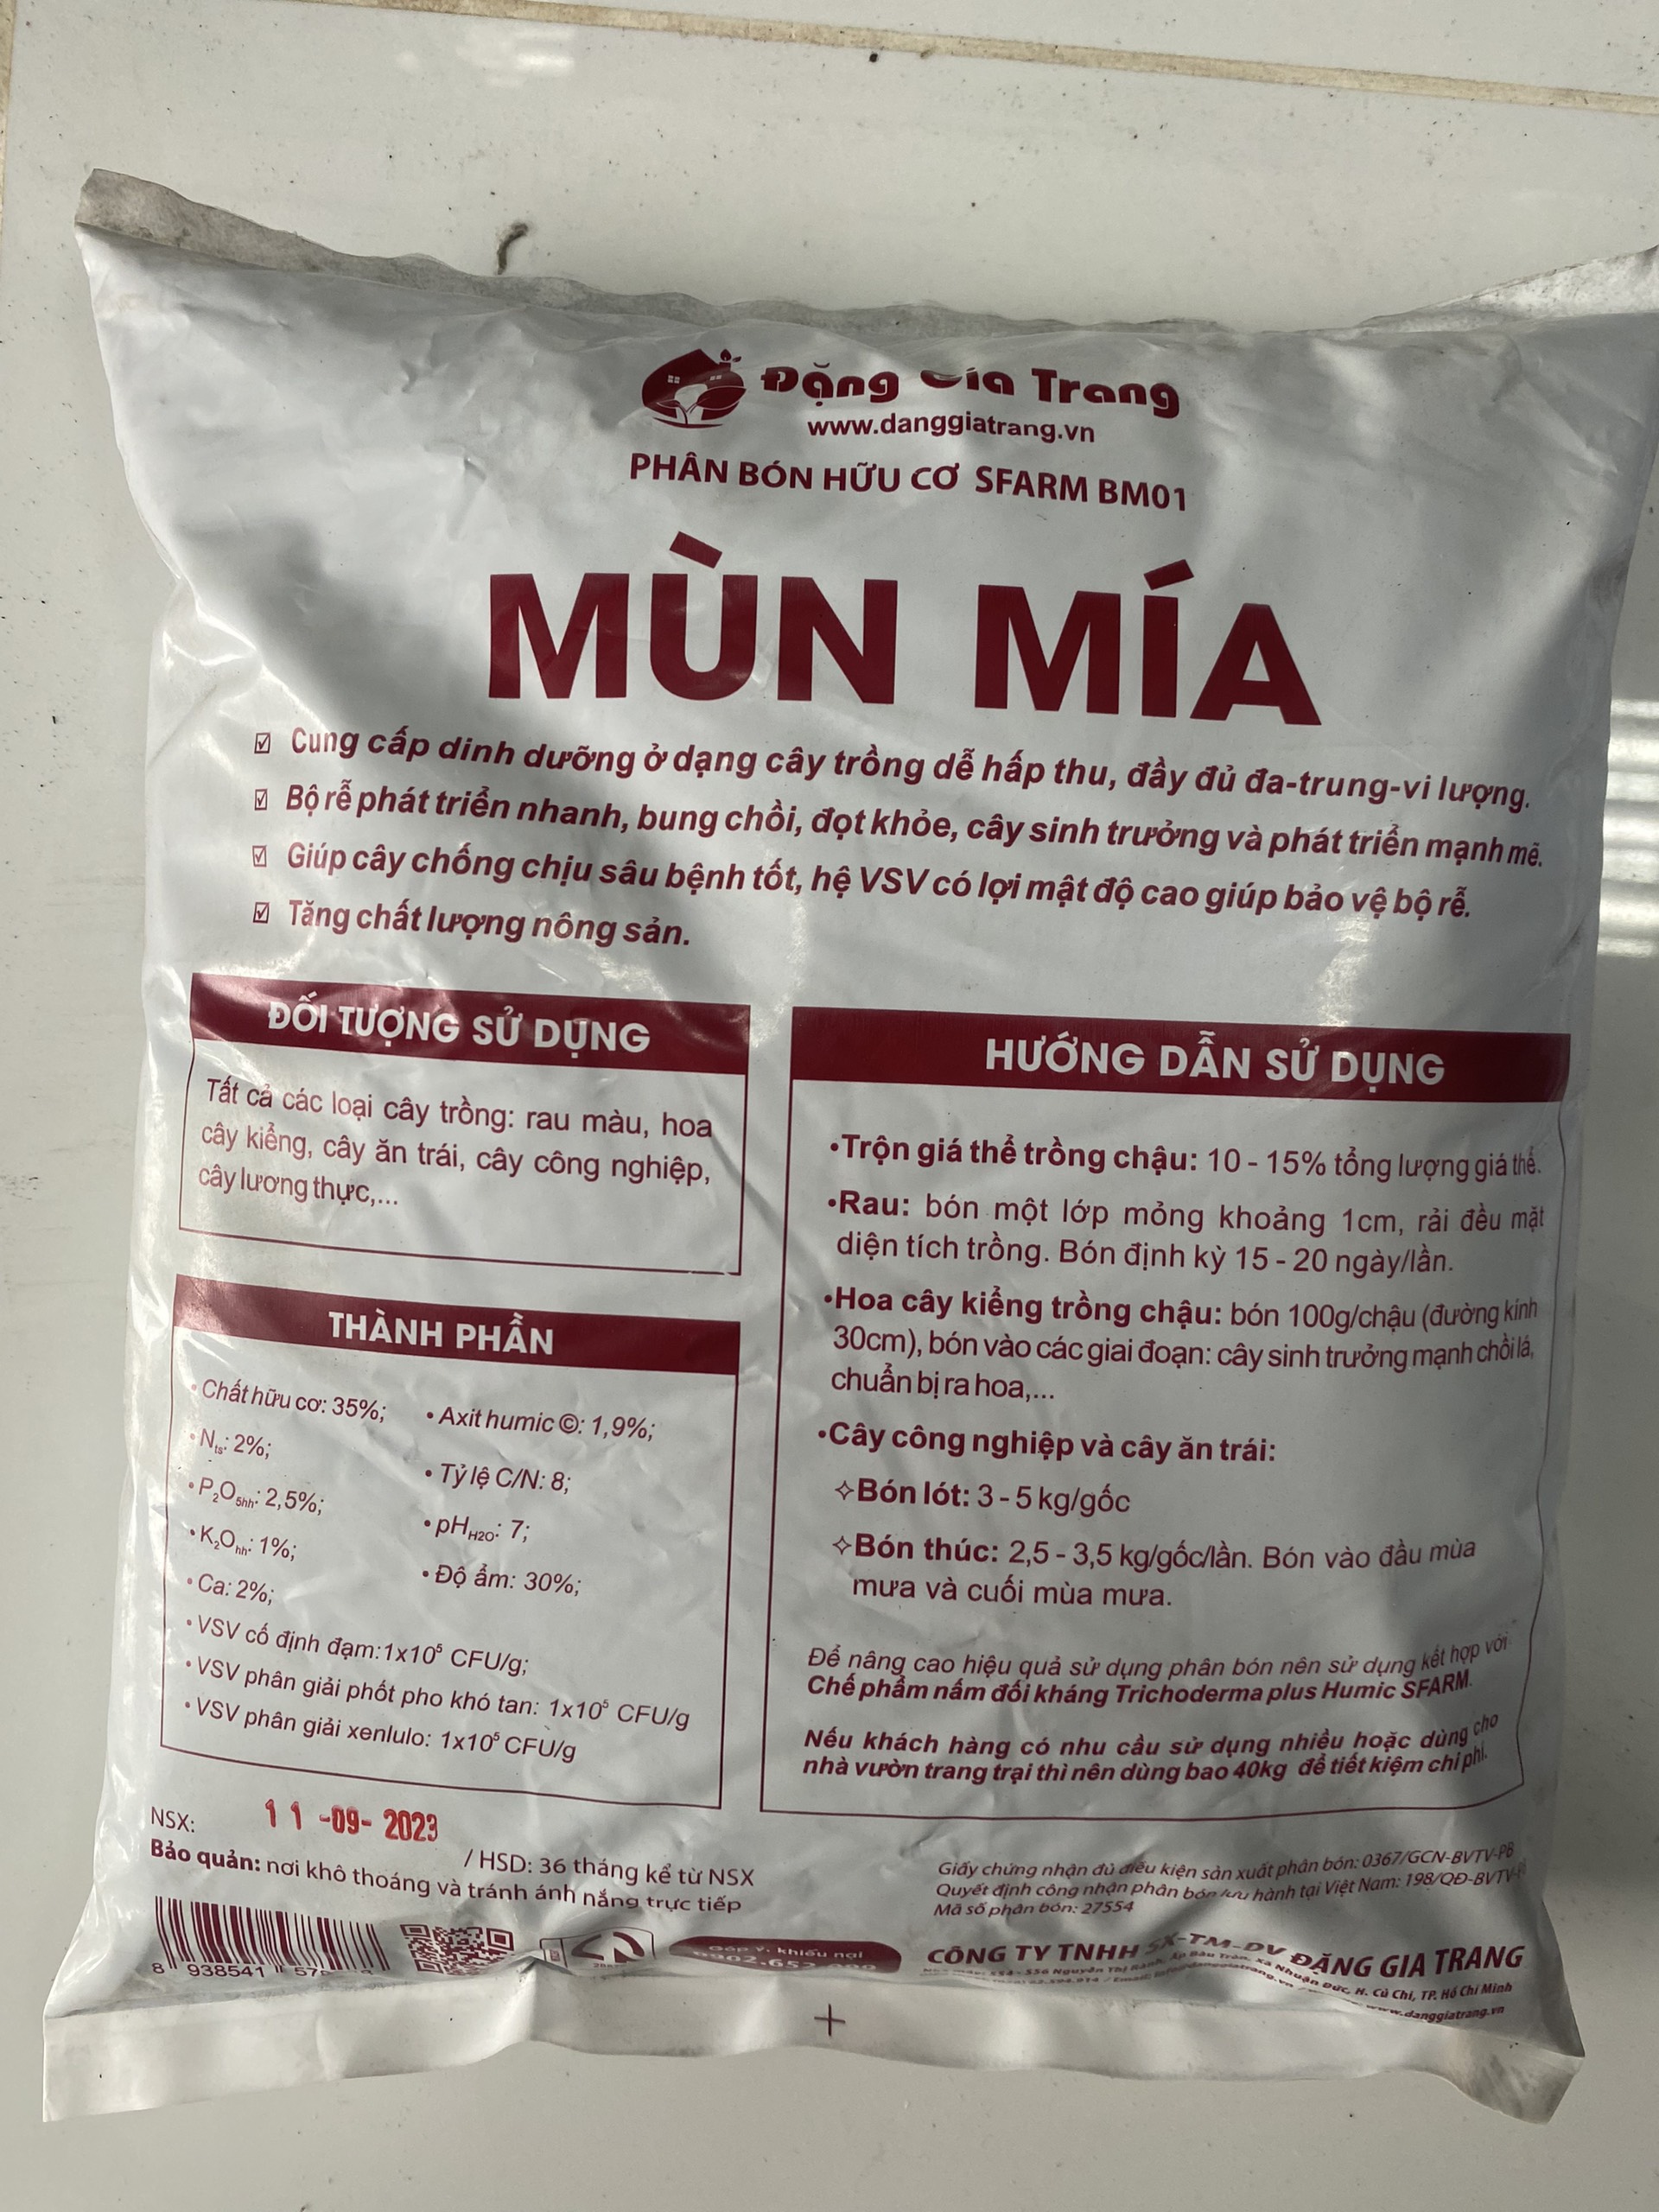 Đặng Gia Trang
www.danggiatrang.vn
PHÂN BÓN HỮU CƠ SFARM BM01
MÙN MÍA
☑ Cung cấp dinh dưỡng ở dạng cây trồng dễ hấp thu, đầy đủ đa-trung-vi lượng.
☑ Bộ rễ phát triển nhanh, bung chồi, đọt khỏe, cây sinh trưởng và phát triển mạnh mẽ.
☑ Giúp cây chống chịu sâu bệnh tốt, hệ VSV có lợi mật độ cao giúp bảo vệ bộ rễ.
☑ Tăng chất lượng nông sản.
ĐỐI TƯỢNG SỬ DỤNG
Tất cả các loại cây trồng: rau màu, hoa
cây kiểng, cây ăn trái, cây công nghiệp,
cây lương thực,...
THÀNH PHẦN
• Chất hữu cơ: 35%;
• Nts: 2%;
• P2O5hh: 2,5%;
• K2Ohh: 1%;
• Ca: 2%;
• Axit humic ©: 1,9%;
• Tỷ lệ C/N: 8;
• pHH2O: 7;
• Độ ẩm: 30%;
• VSV cố định đạm:1x10⁵ CFU/g;
• VSV phân giải phốt pho khó tan: 1x10⁵ CFU/g
• VSV phân giải xenlulo: 1x10⁵ CFU/g
HƯỚNG DẪN SỬ DỤNG
•Trộn giá thể trồng chậu: 10 - 15% tổng lượng giá thể.
•Rau: bón một lớp mỏng khoảng 1cm, rải đều mặt
diện tích trồng. Bón định kỳ 15 - 20 ngày/lần.
•Hoa cây kiểng trồng chậu: bón 100g/chậu (đường kính
30cm), bón vào các giai đoạn: cây sinh trưởng mạnh chồi lá,
chuẩn bị ra hoa,...
•Cây công nghiệp và cây ăn trái:
✧Bón lót: 3 - 5 kg/gốc
✧Bón thúc: 2,5 - 3,5 kg/gốc/lần. Bón vào đầu mùa
mưa và cuối mùa mưa.
Để nâng cao hiệu quả sử dụng phân bón nên sử dụng kết hợp với
Chế phẩm nấm đối kháng Trichoderma plus Humic SFARM.
Nếu khách hàng có nhu cầu sử dụng nhiều hoặc dùng cho
nhà vườn trang trại thì nên dùng bao 40kg để tiết kiệm chi phí.
NSX: 11-09-2023 / HSD: 36 tháng kể từ NSX
Bảo quản: nơi khô thoáng và tránh ánh nắng trực tiếp
8 938541
Góp ý, khiếu nại
Giấy chứng nhận đủ điều kiện sản xuất phân bón: 0367/GCN-BVTV-PB
Quyết định công nhận phân bón lưu hành tại Việt Nam: 198/QĐ-BVTV
Mã số phân bón: 27554
CÔNG TY TNHH SX-TM-DV ĐẶNG GIA TRANG
Ấp Bàu Tròn, Xã Nhuận Đức, H. Củ Chi, TP. Hồ Chí Minh
www.danggiatrang.vn